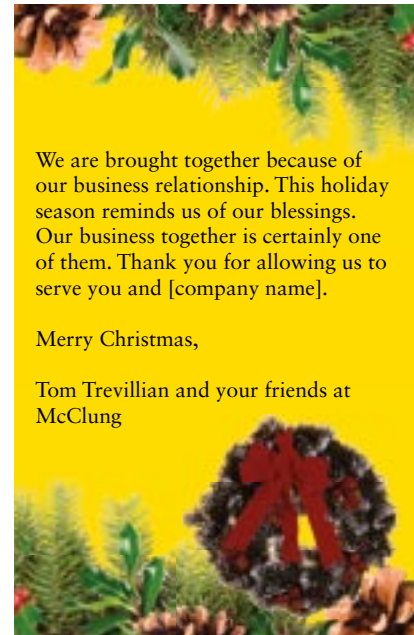 We are brought together because of
our business relationship. This holiday
season reminds us of our blessings.
Our business together is certainly one
of them. Thank you for allowing us to
serve you and [company name].
Merry Christmas,
Tom Trevillian and your friends at
McClung